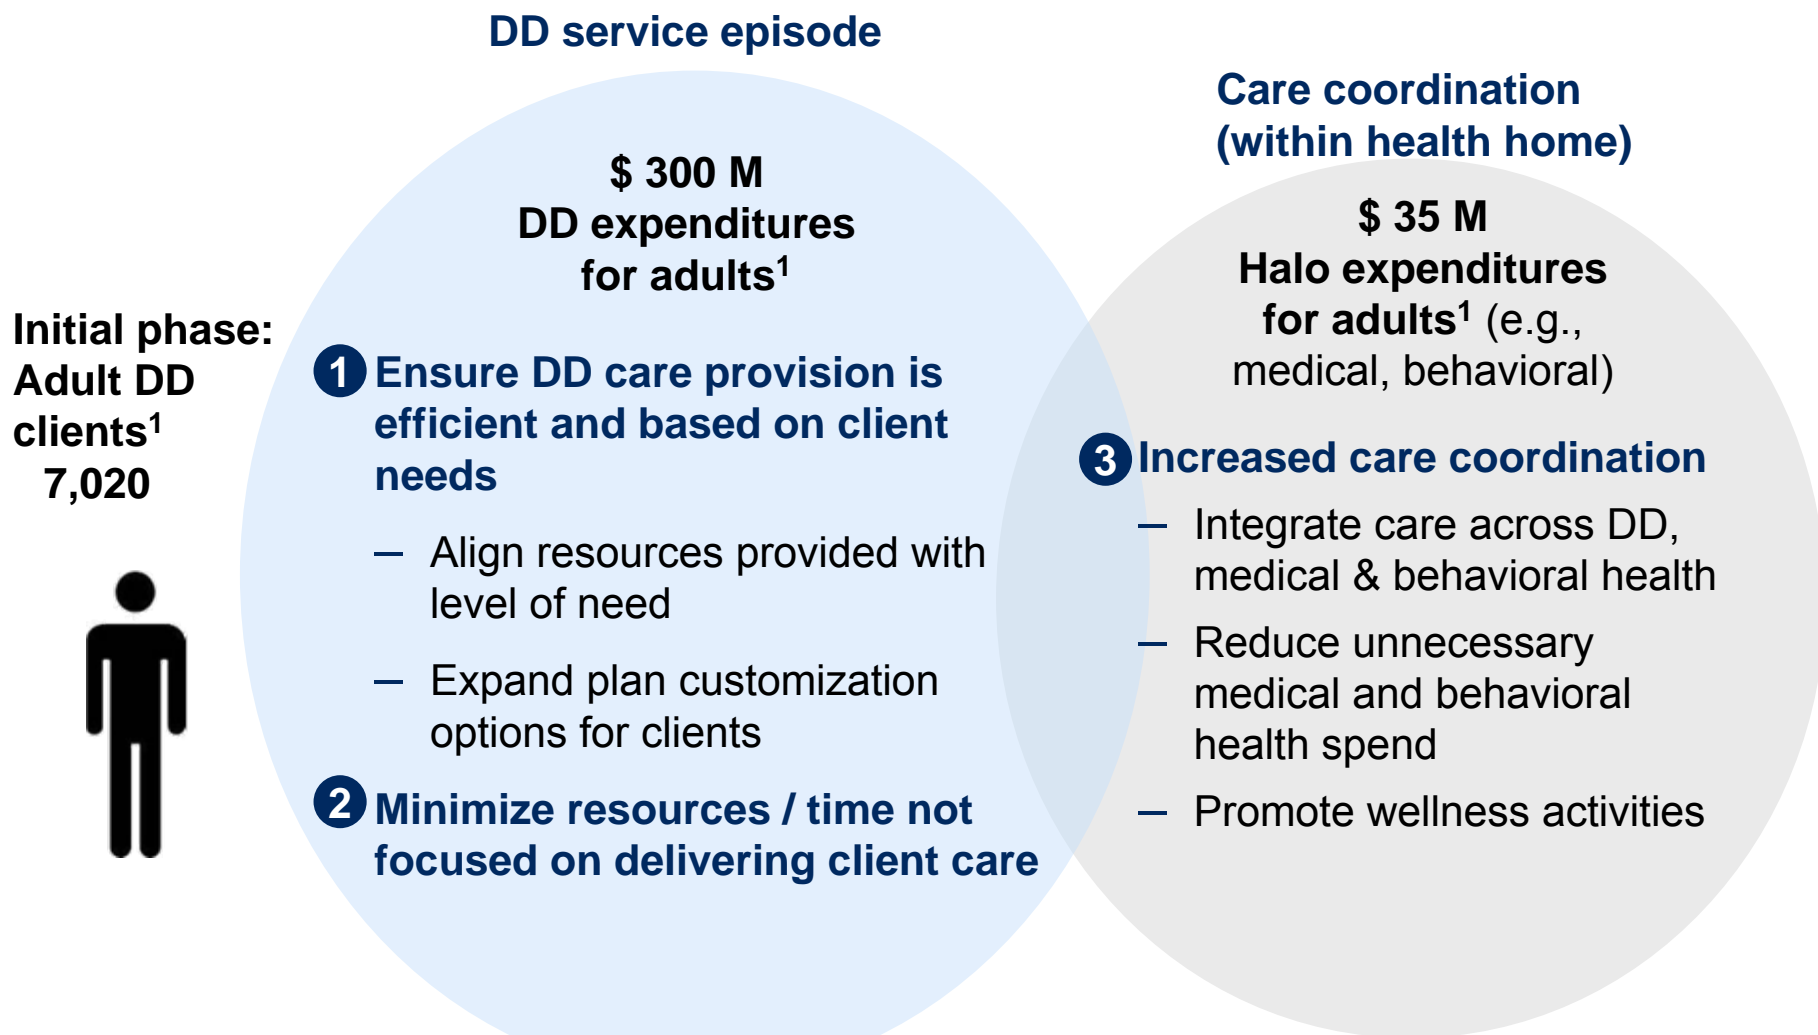 DD service episode
Care coordination
(within health home)
$ 300 M
DD expenditures
for adults¹
$ 35 M
Halo expenditures
for adults¹ (e.g.,
medical, behavioral)
Initial phase:
Adult DD
clients¹
7,020
1 Ensure DD care provision is
efficient and based on client
needs
– Align resources provided with
level of need
– Expand plan customization
options for clients
2 Minimize resources / time not
focused on delivering client care
3 Increased care coordination
– Integrate care across DD,
medical & behavioral health
– Reduce unnecessary
medical and behavioral
health spend
– Promote wellness activities